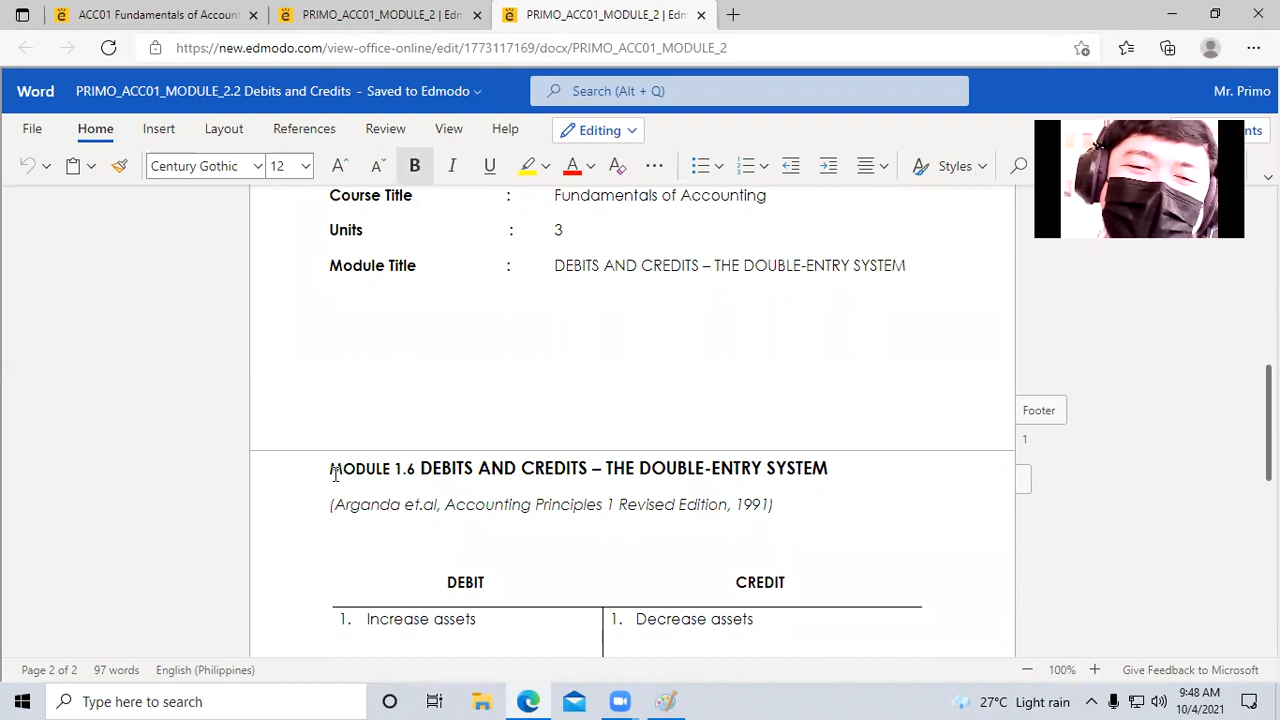 ACC01 Fundamentals of Accoun
PRIMO_ACC01_MODULE_2 | Edm
PRIMO_ACC01_MODULE_2 | Edm
https://new.edmodo.com/view-office-online/edit/1773117169/docx/PRIMO_ACC01_MODULE_2
Word PRIMO_ACC01_MODULE_2.2 Debits and Credits - Saved to Edmodo Search (Alt + Q) Mr. Primo
File Home Insert Layout References Review View Help Editing
Century Gothic 12 B I U A Styles
Course Title : Fundamentals of Accounting
Units : 3
Module Title : DEBITS AND CREDITS – THE DOUBLE-ENTRY SYSTEM
Footer
1
MODULE 1.6 DEBITS AND CREDITS – THE DOUBLE-ENTRY SYSTEM
(Arganda et.al, Accounting Principles 1 Revised Edition, 1991)
DEBIT CREDIT
1. Increase assets 1. Decrease assets
Page 2 of 2 97 words English (Philippines) 100% Give Feedback to Microsoft
Type here to search 27°C Light rain 9:48 AM
10/4/2021